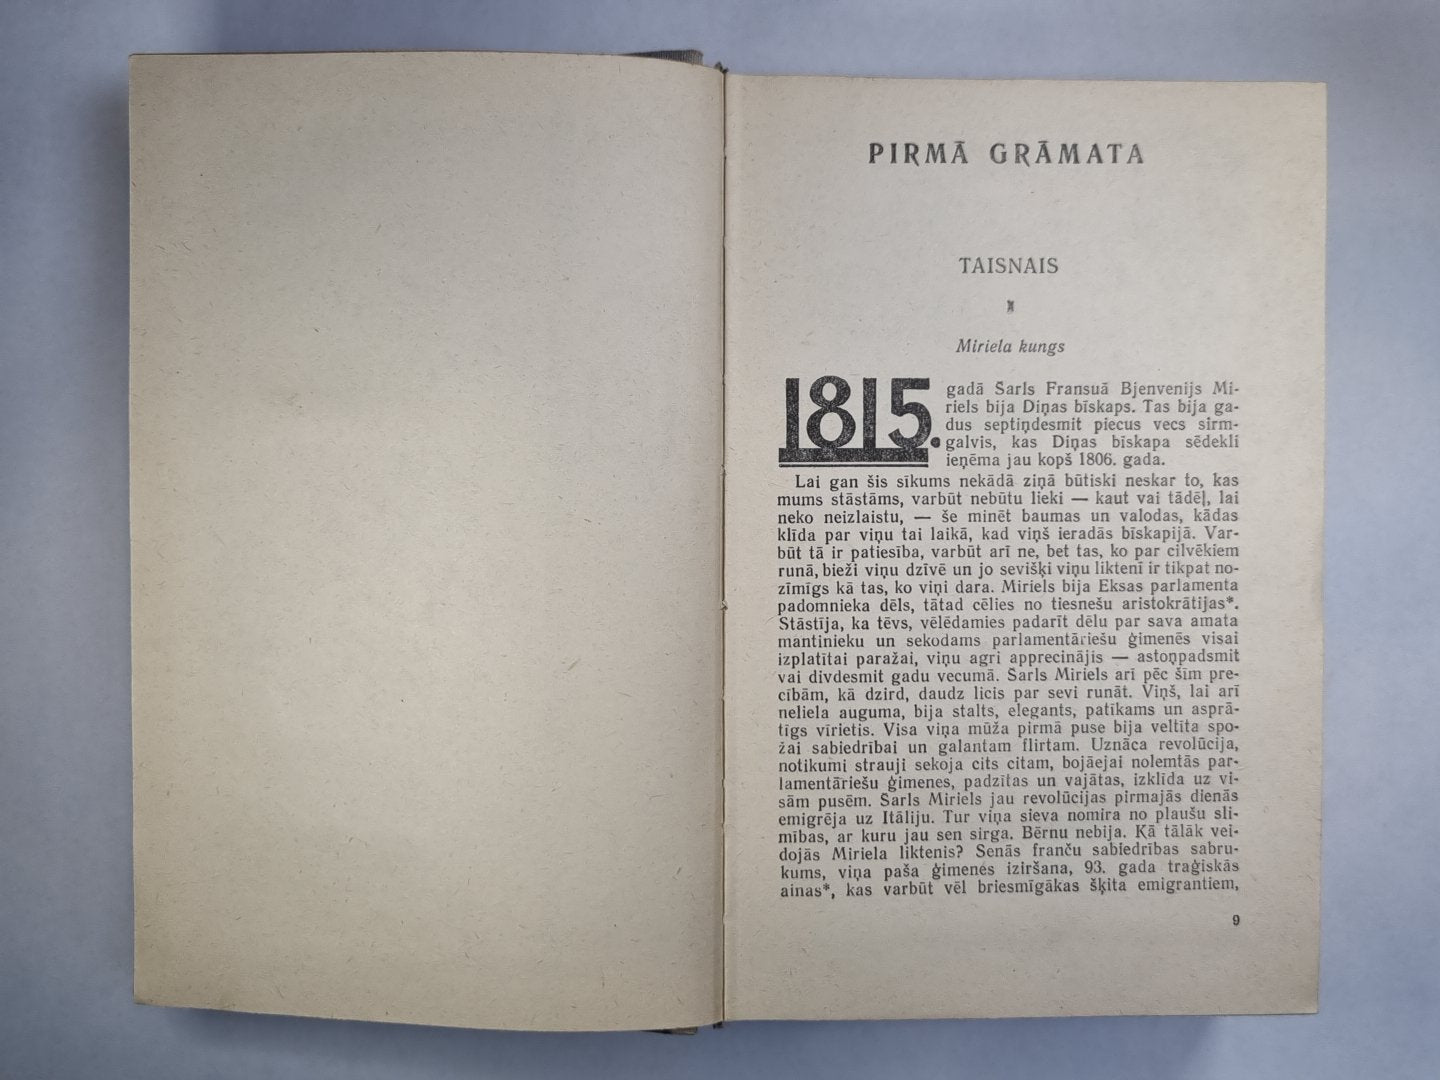 PIRMĀ GRĀMATA
TAISNAIS
I
Miriela kungs
1815. gadā Šarls Fransuā Bjenvenijs Mi-
riels bija Diņas bīskaps. Tas bija ga-
dus septiņdesmit piecus vecs sirm-
galvis, kas Diņas bīskapa sēdekli
ieņēma jau kopš 1806. gada.
Lai gan šis sīkums nekādā ziņā būtiski neskar to, kas
mums stāstāms, varbūt nebūtu lieki — kaut vai tādēļ, lai
neko neizlaistu, — še minēt baumas un valodas, kādas
klīda par viņu tai laikā, kad viņš ieradās bīskapijā. Var-
būt tā ir patiesība, varbūt arī ne, bet tas, ko par cilvēkiem
runā, bieži viņu dzīvē un jo sevišķi viņu liktenī ir tikpat no-
zīmīgs kā tas, ko viņi dara. Miriels bija Eksas parlamenta
padomnieka dēls, tātad cēlies no tiesnešu aristokrātijas*.
Stāstīja, ka tēvs, vēlēdamies padarīt dēlu par sava amata
mantinieku un sekodams parlamentāriešu ģimenēs visai
izplatītai paražai, viņu agri apprecinājis — astoņpadsmit
vai divdesmit gadu vecumā. Šarls Miriels arī pēc šīm pre-
cībām, kā dzird, daudz licis par sevi runāt. Viņš, lai arī
neliela auguma, bija stalts, elegants, patīkams un asprā-
tīgs vīrietis. Visa viņa mūža pirmā puse bija veltīta spo-
žai sabiedrībai un galantam flirtam. Uznāca revolūcija,
notikumi strauji sekoja cits citam, bojāejai nolemtās par-
lamentāriešu ģimenes, padzītas un vajātas, izklīda uz vi-
sām pusēm. Šarls Miriels jau revolūcijas pirmajās dienās
emigrēja uz Itāliju. Tur viņa sieva nomira no plaušu sli-
mības, ar kuru jau sen sirga. Bērnu nebija. Kā tālāk vei-
dojās Miriela liktenis? Senās franču sabiedrības sabru-
kums, viņa paša ģimenes iziršana, 93. gada traģiskās
ainas*, kas varbūt vēl briesmīgākas šķita emigrantiem,
9